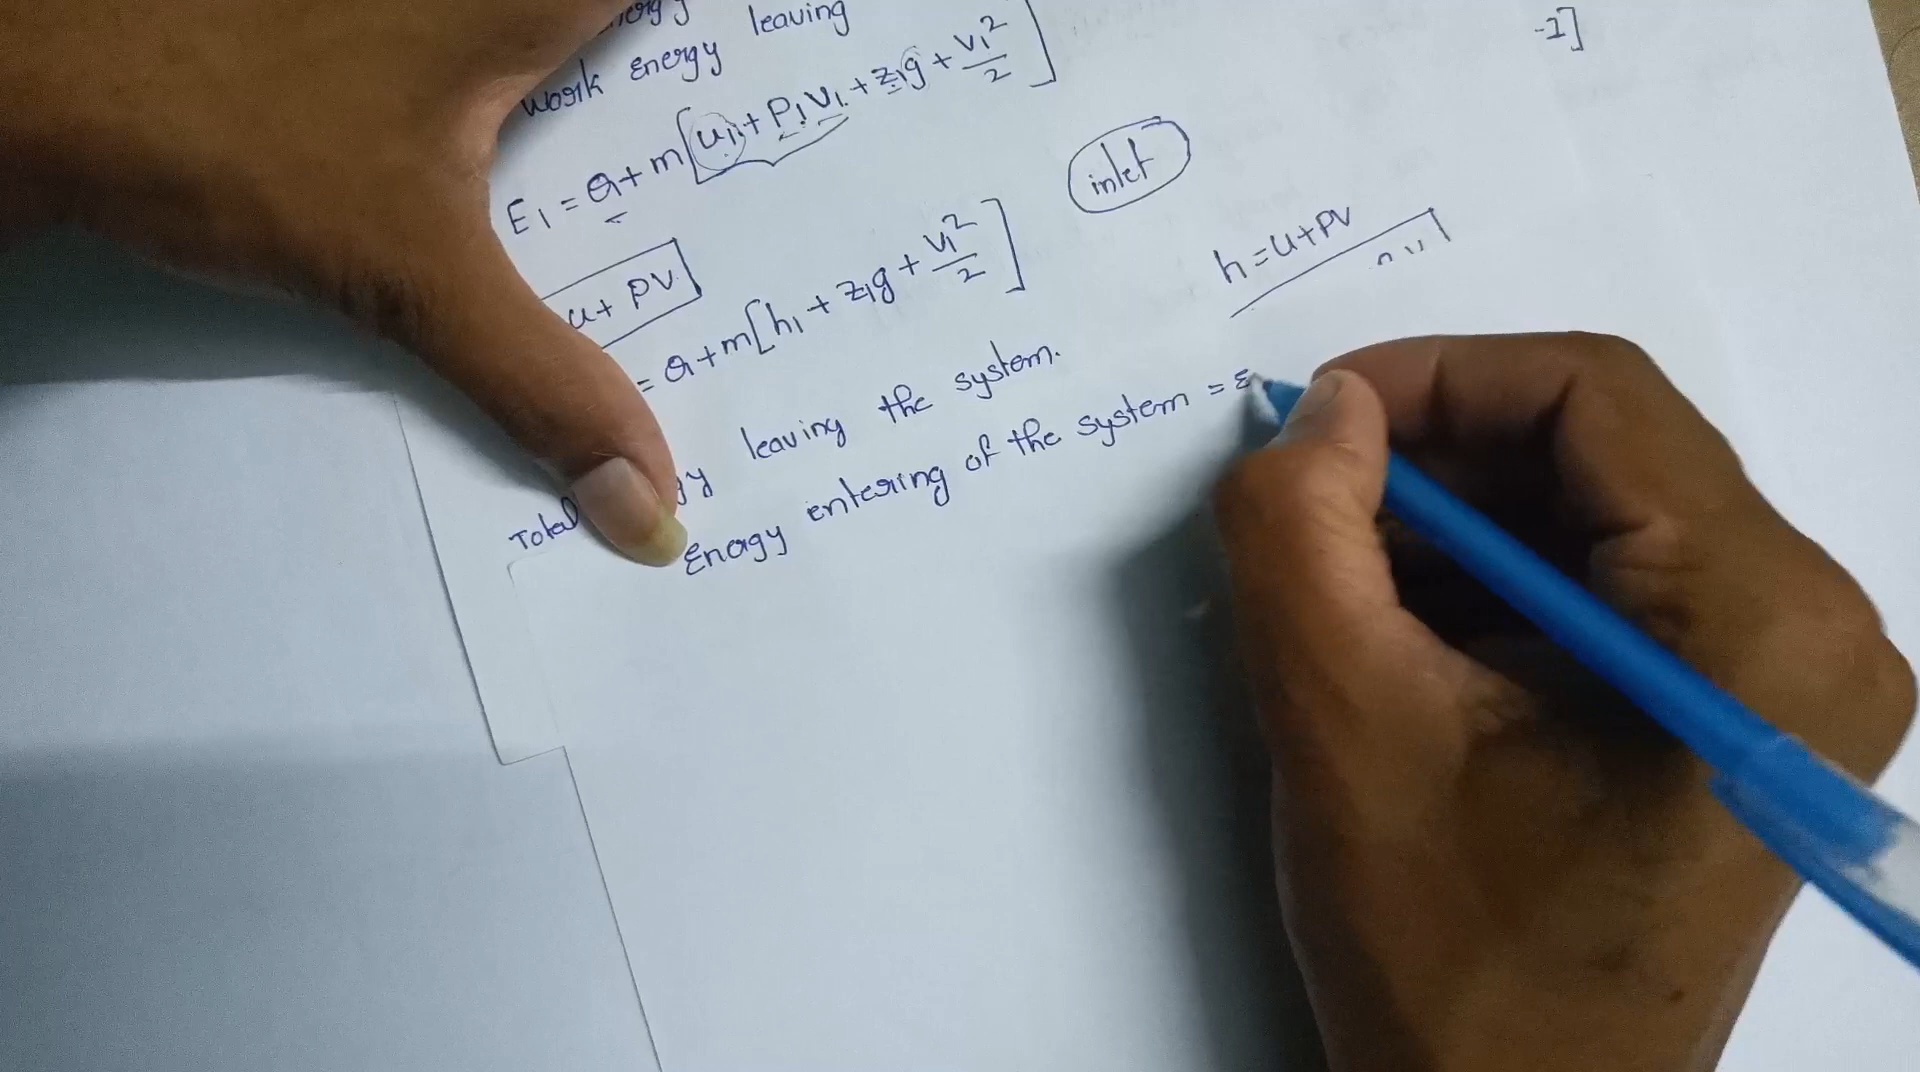 leaving
work energy
E1 = Q + m[u1 + P1V1 + z1g + V1²/2]
-1]
inlet
u + PV
h = u + PV
= Q + m[h1 + z1g + V1²/2]
leaving the system.
Energy entering of the system = E